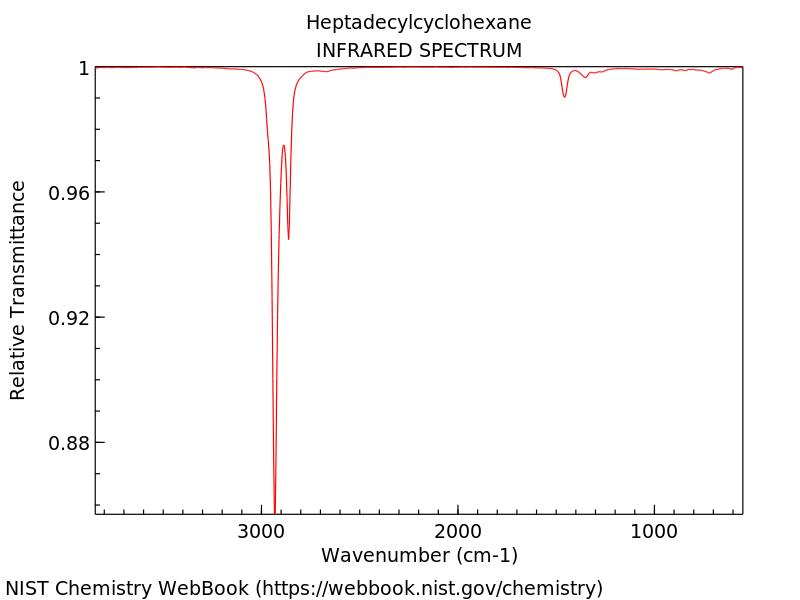 Heptadecylcyclohexane
INFRARED SPECTRUM
1
0.96
0.92
0.88
Relative Transmittance
3000 2000 1000
Wavenumber (cm-1)
NIST Chemistry WebBook (https://webbook.nist.gov/chemistry)